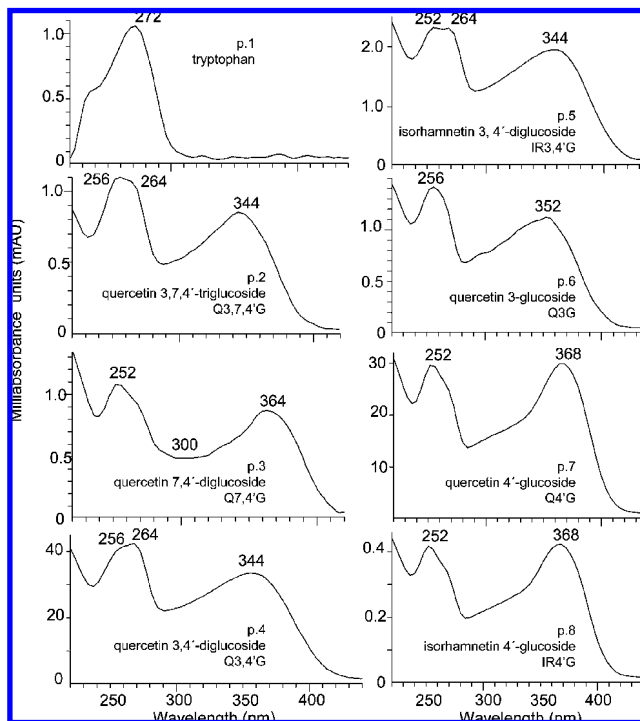 272
p.1
tryptophan
1.0
0.5
0
256 264
344
p.2
quercetin 3,7,4´-triglucoside
Q3,7,4'G
1.0
0.5
0
252
300
364
p.3
quercetin 7,4´-diglucoside
Q7,4'G
1.0
0.5
0
256 264
344
p.4
quercetin 3,4´-diglucoside
Q3,4'G
40
20
0
250 300 350 400
Wavelength (nm)
Milliabsorbance units (mAU)
252 264
344
p.5
isorhamnetin 3, 4´-diglucoside
IR3,4'G
2.0
1.0
0
256
352
p.6
quercetin 3-glucoside
Q3G
1.0
0.5
0
252
368
p.7
quercetin 4´-glucoside
Q4'G
30
20
10
252
368
p.8
isorhamnetin 4´-glucoside
IR4'G
0.4
0.2
0
250 300 350 400
Wavelength (nm)